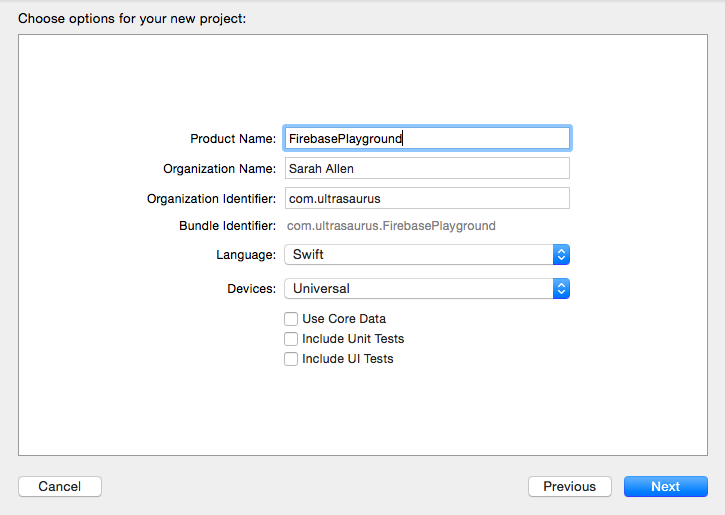 Choose options for your new project:
Product Name: FirebasePlayground
Organization Name: Sarah Allen
Organization Identifier: com.ultrasaurus
Bundle Identifier: com.ultrasaurus.FirebasePlayground
Language: Swift
Devices: Universal
Use Core Data
Include Unit Tests
Include UI Tests
Cancel Previous Next